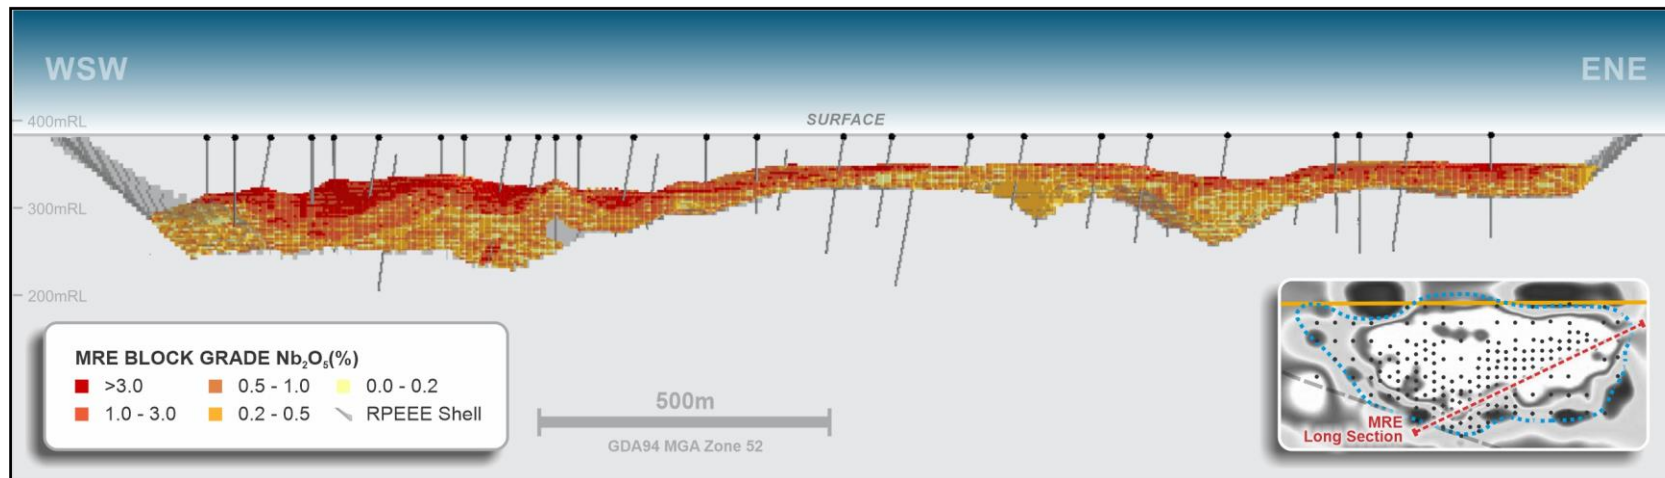 WSW
ENE
400mRL
SURFACE
300mRL
200mRL
MRE BLOCK GRADE Nb₂O₅(%)
>3.0
0.5 - 1.0
0.0 - 0.2
1.0 - 3.0
0.2 - 0.5
RPEEE Shell
500m
GDA94 MGA Zone 52
MRE
Long Section